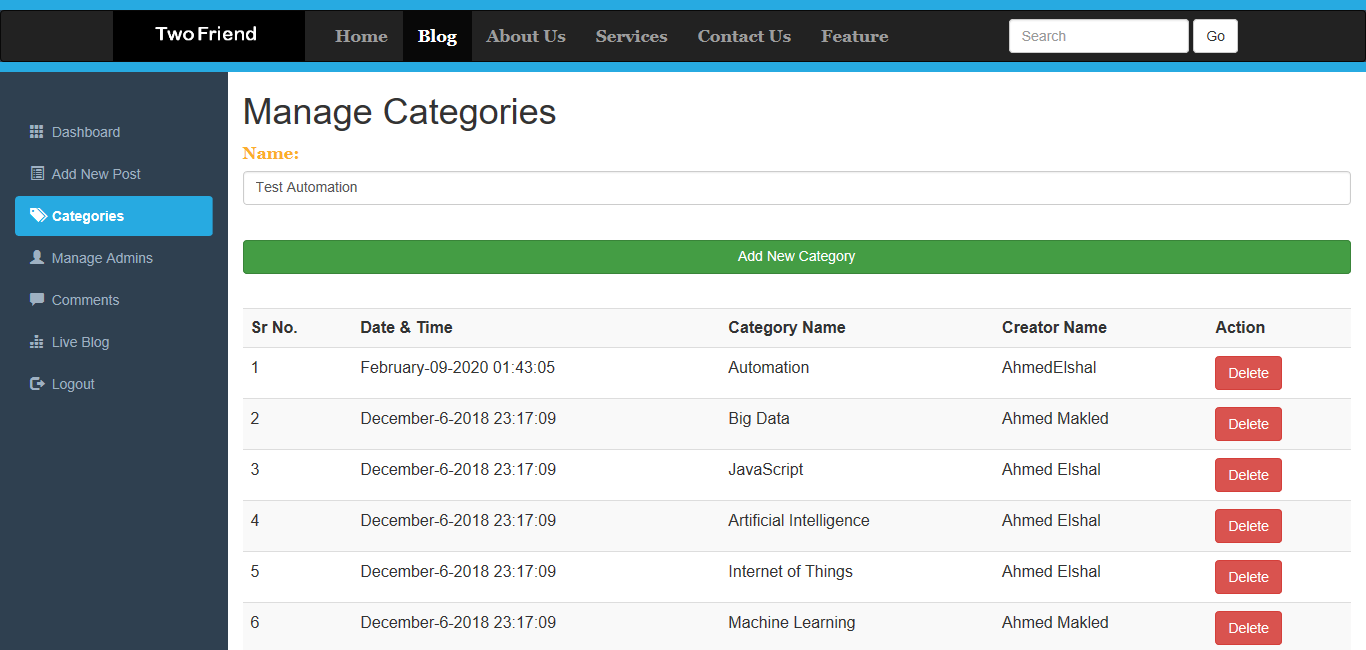 Two Friend Home Blog About Us Services Contact Us Feature Search Go
Dashboard
Add New Post
Categories
Manage Admins
Comments
Live Blog
Logout
Manage Categories
Name:
Test Automation
Add New Category
Sr No. Date & Time Category Name Creator Name Action
1 February-09-2020 01:43:05 Automation AhmedElshal Delete
2 December-6-2018 23:17:09 Big Data Ahmed Makled Delete
3 December-6-2018 23:17:09 JavaScript Ahmed Elshal Delete
4 December-6-2018 23:17:09 Artificial Intelligence Ahmed Elshal Delete
5 December-6-2018 23:17:09 Internet of Things Ahmed Elshal Delete
6 December-6-2018 23:17:09 Machine Learning Ahmed Makled Delete